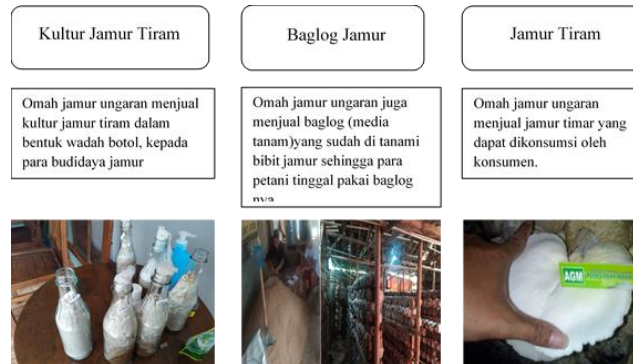 Kultur Jamur Tiram
Baglog Jamur
Jamur Tiram
Omah jamur ungaran menjual
kultur jamur tiram dalam
bentuk wadah botol, kepada
para budidaya jamur
Omah jamur ungaran juga
menjual baglog (media
tanam)yang sudah di tanami
bibit jamur sehingga para
petani tinggal pakai baglog
nya
Omah jamur ungaran
menjual jamur timar yang
dapat dikonsumsi oleh
konsumen.
AGM